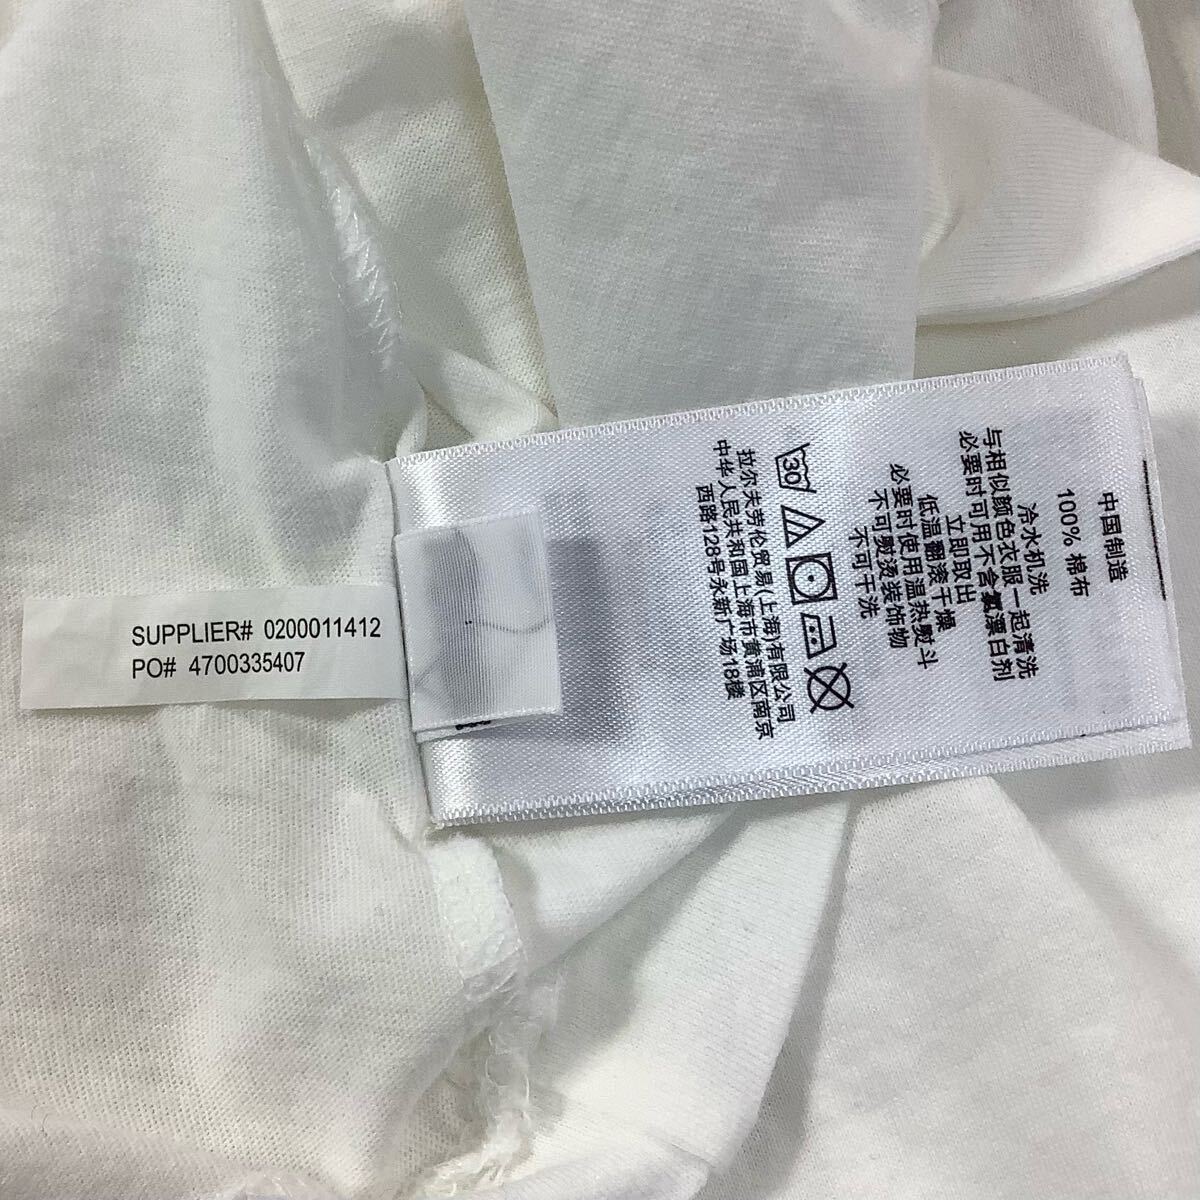 SUPPLIER# 0200011412
PO# 4700335407
中国制造
100% 棉布
冷水机洗
与相似颜色衣服一起清洗
必要时可用不含氯漂白剂
立即取出
低温翻滚干燥
必要时使用温热熨斗
不可熨烫装饰物
不可干洗
30
拉尔夫劳伦贸易(上海)有限公司
中华人民共和国上海市黄浦区南京
西路128号永新广场18楼